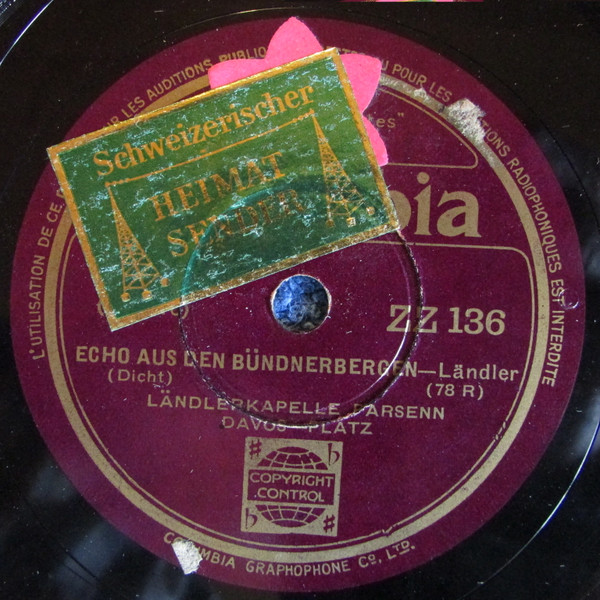 Schweizerischer
HEIMAT
SENDER
bia
ZZ 136
ECHO AUS DEN BÜNDNERBERGEN—Ländler
(Dicht)
(78 R)
LÄNDLERKAPELLE PARSENN
DAVOS-PLATZ
COPYRIGHT
CONTROL
COLUMBIA GRAPHOPHONE Co., LTD.
L'UTILISATION DE CE
LES AUDITIONS PUBLI
POUR LES
RADIOPHONIQUES EST INTERDITE